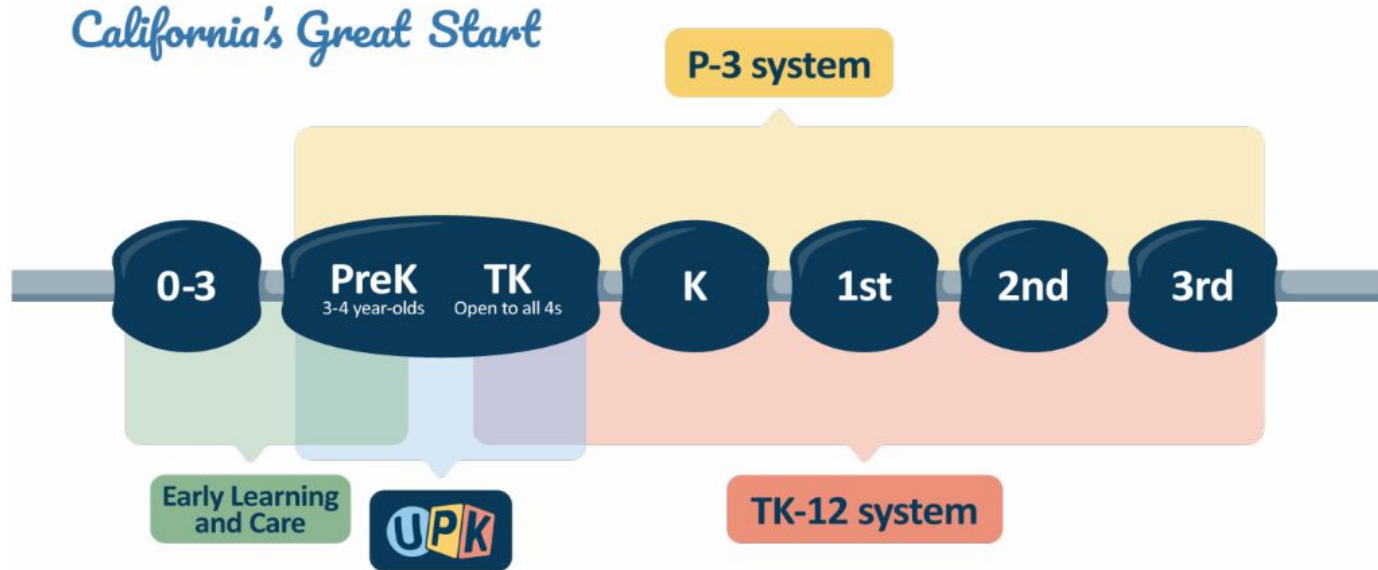 California's Great Start
P-3 system
0-3
PreK
3-4 year-olds
TK
Open to all 4s
K
1st
2nd
3rd
Early Learning
and Care
UPK
TK-12 system